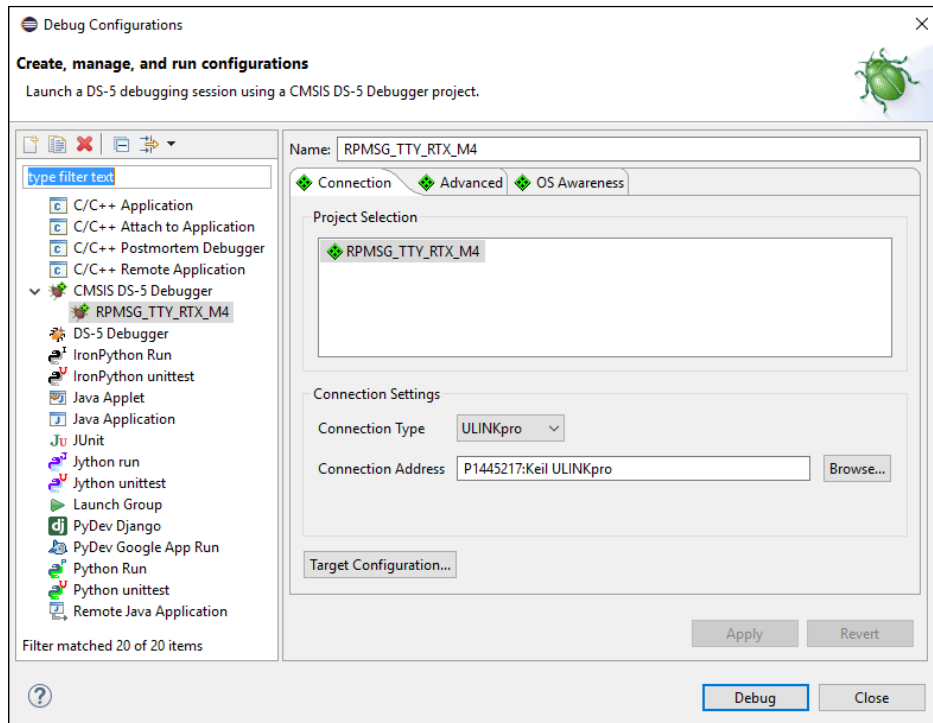 Debug Configurations
Create, manage, and run configurations
Launch a DS-5 debugging session using a CMSIS DS-5 Debugger project.
type filter text
C/C++ Application
C/C++ Attach to Application
C/C++ Postmortem Debugger
C/C++ Remote Application
CMSIS DS-5 Debugger
RPMSG_TTY_RTX_M4
DS-5 Debugger
IronPython Run
IronPython unittest
Java Applet
Java Application
JUnit
Jython run
Jython unittest
Launch Group
PyDev Django
PyDev Google App Run
Python Run
Python unittest
Remote Java Application
Filter matched 20 of 20 items
Name: RPMSG_TTY_RTX_M4
Connection Advanced OS Awareness
Project Selection
RPMSG_TTY_RTX_M4
Connection Settings
Connection Type ULINKpro
Connection Address P1445217:Keil ULINKpro Browse...
Target Configuration...
Apply Revert
Debug Close